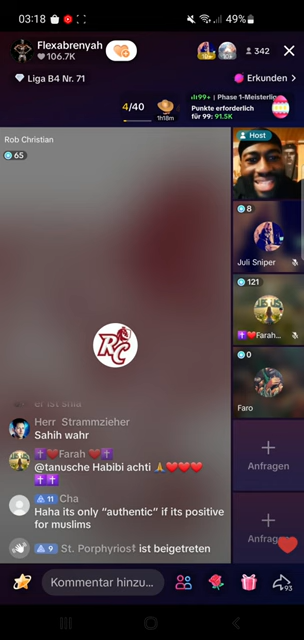 03:18
49%
Flexabrenyah
106.7K
342
Liga B4 Nr. 71
Erkunden >
4/40
1h18m
99+ | Phase 1-Meisterlig
Punkte erforderlich
für 99: 91.5K
Rob Christian
65
Host
8
Juli Sniper
121
✝️❤️Farah...
0
Faro
RC
Herr Strammzieher
Sahih wahr
✝️❤️Farah ❤️✝️
@tanusche Habibi achti 🙏❤️❤️❤️
✝️✝️
11 Cha
Haha its only “authentic” if its positive
for muslims
9 St. Porphyrios☦ ist beigetreten
Anfragen
Anfragen
Kommentar hinzu...
93